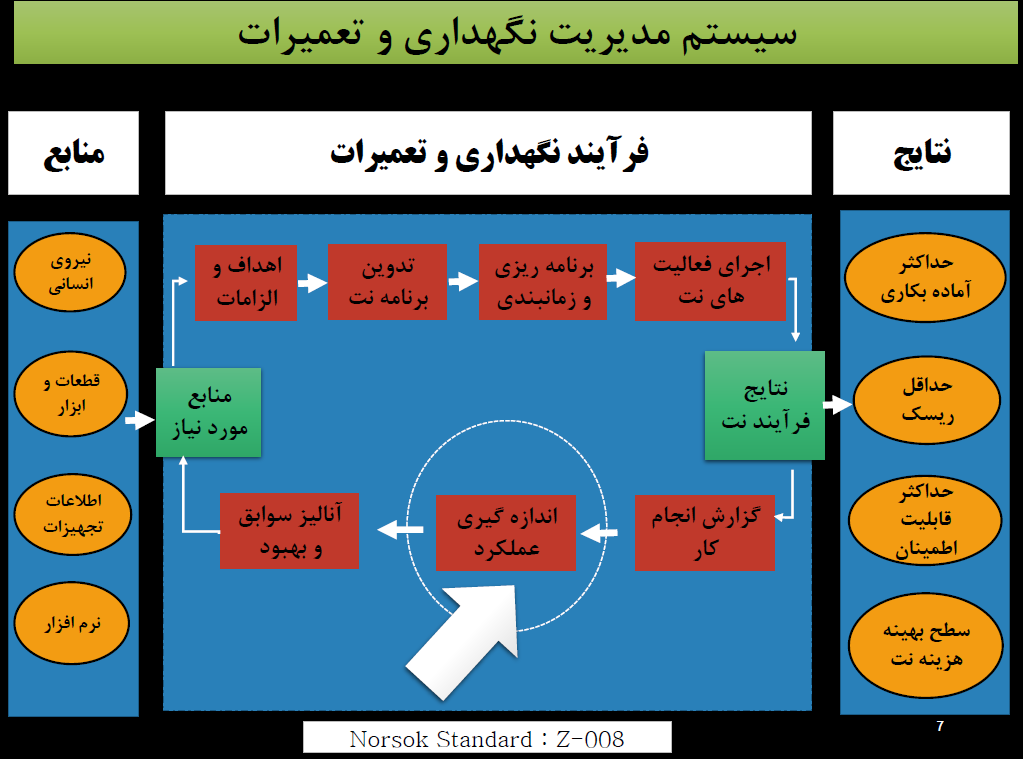 سیستم مدیریت نگهداری و تعمیرات
منابع
فرآیند نگهداری و تعمیرات
نتایج
نیروی
انسانی
قطعات و
ابزار
اطلاعات
تجهیزات
نرم افزار
منابع
مورد نیاز
اهداف و
الزامات
تدوین
برنامه نت
برنامه ریزی
و زمانبندی
اجرای فعالیت
های نت
نتایج
فرآیند نت
گزارش انجام
کار
اندازه گیری
عملکرد
آنالیز سوابق
و بهبود
حداکثر
آماده بکاری
حداقل
ریسک
حداکثر
قابلیت
اطمینان
سطح بهینه
هزینه نت
Norsok Standard : Z-008
7